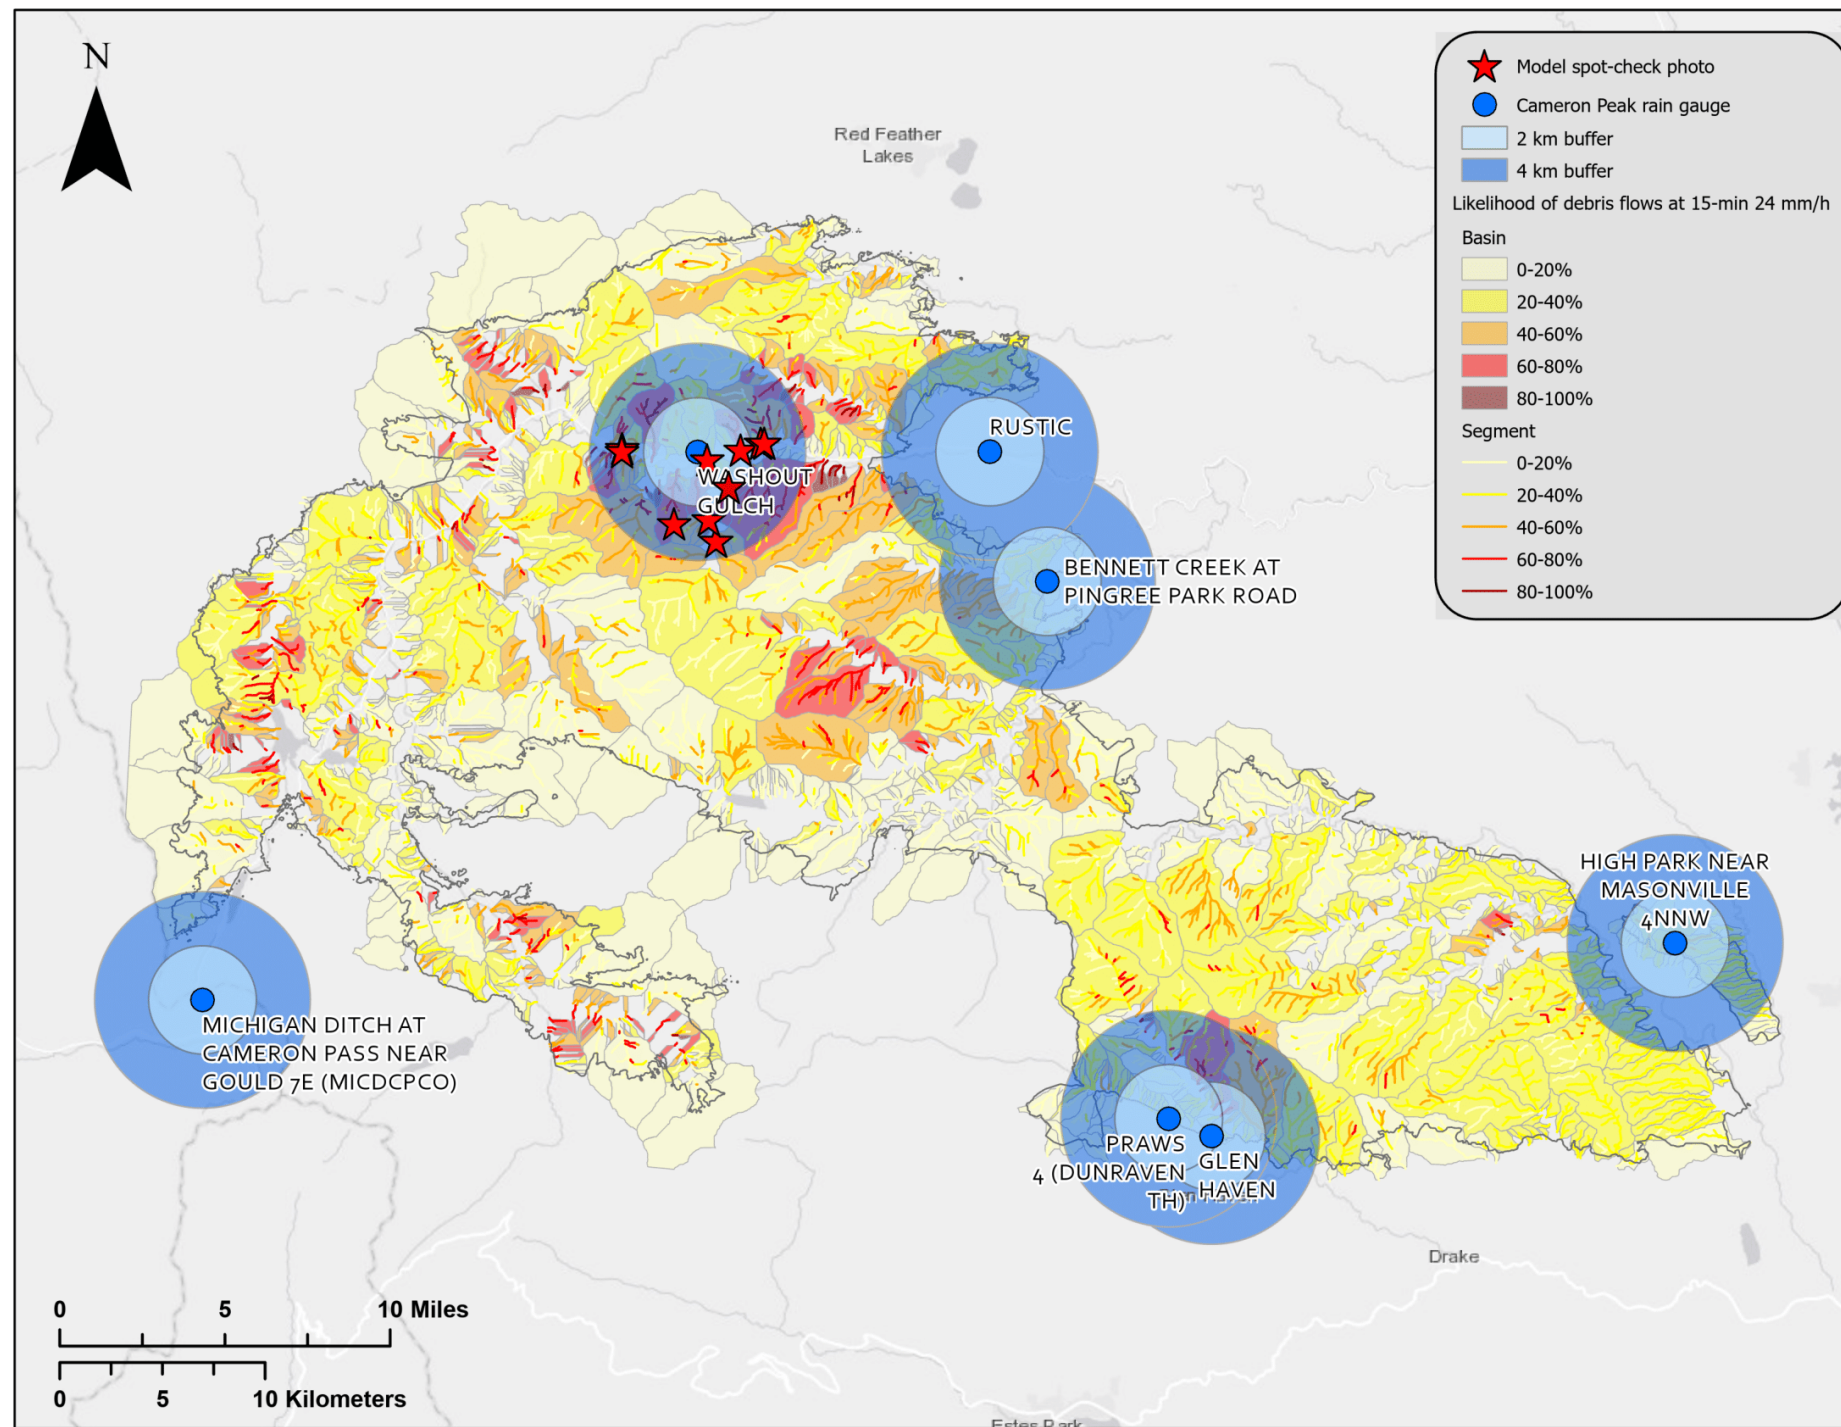 N
Red Feather
Lakes
Model spot-check photo
Cameron Peak rain gauge
2 km buffer
4 km buffer
Likelihood of debris flows at 15-min 24 mm/h
Basin
0-20%
20-40%
40-60%
60-80%
80-100%
Segment
0-20%
20-40%
40-60%
60-80%
80-100%
RUSTIC
WASHOUT
GULCH
BENNETT CREEK AT
PINGREE PARK ROAD
HIGH PARK NEAR
MASONVILLE
4NNW
MICHIGAN DITCH AT
CAMERON PASS NEAR
GOULD 7E (MICDCPCO)
PRAWS
4 (DUNRAVEN
TH)
GLEN
HAVEN
Drake
0 5 10 Miles
0 5 10 Kilometers
Estes Park